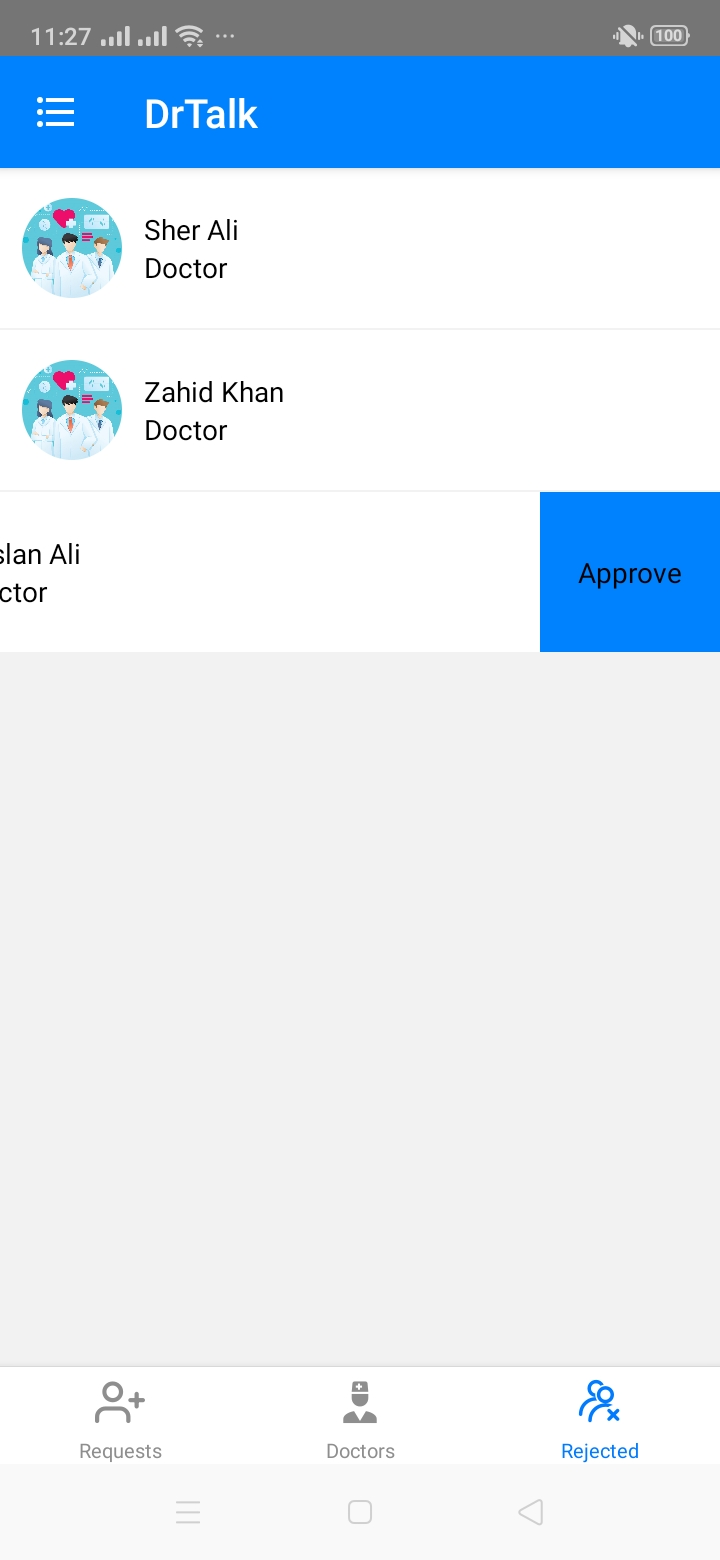 11:27
100
DrTalk
Sher Ali
Doctor
Zahid Khan
Doctor
slan Ali
ctor
Approve
Requests
Doctors
Rejected